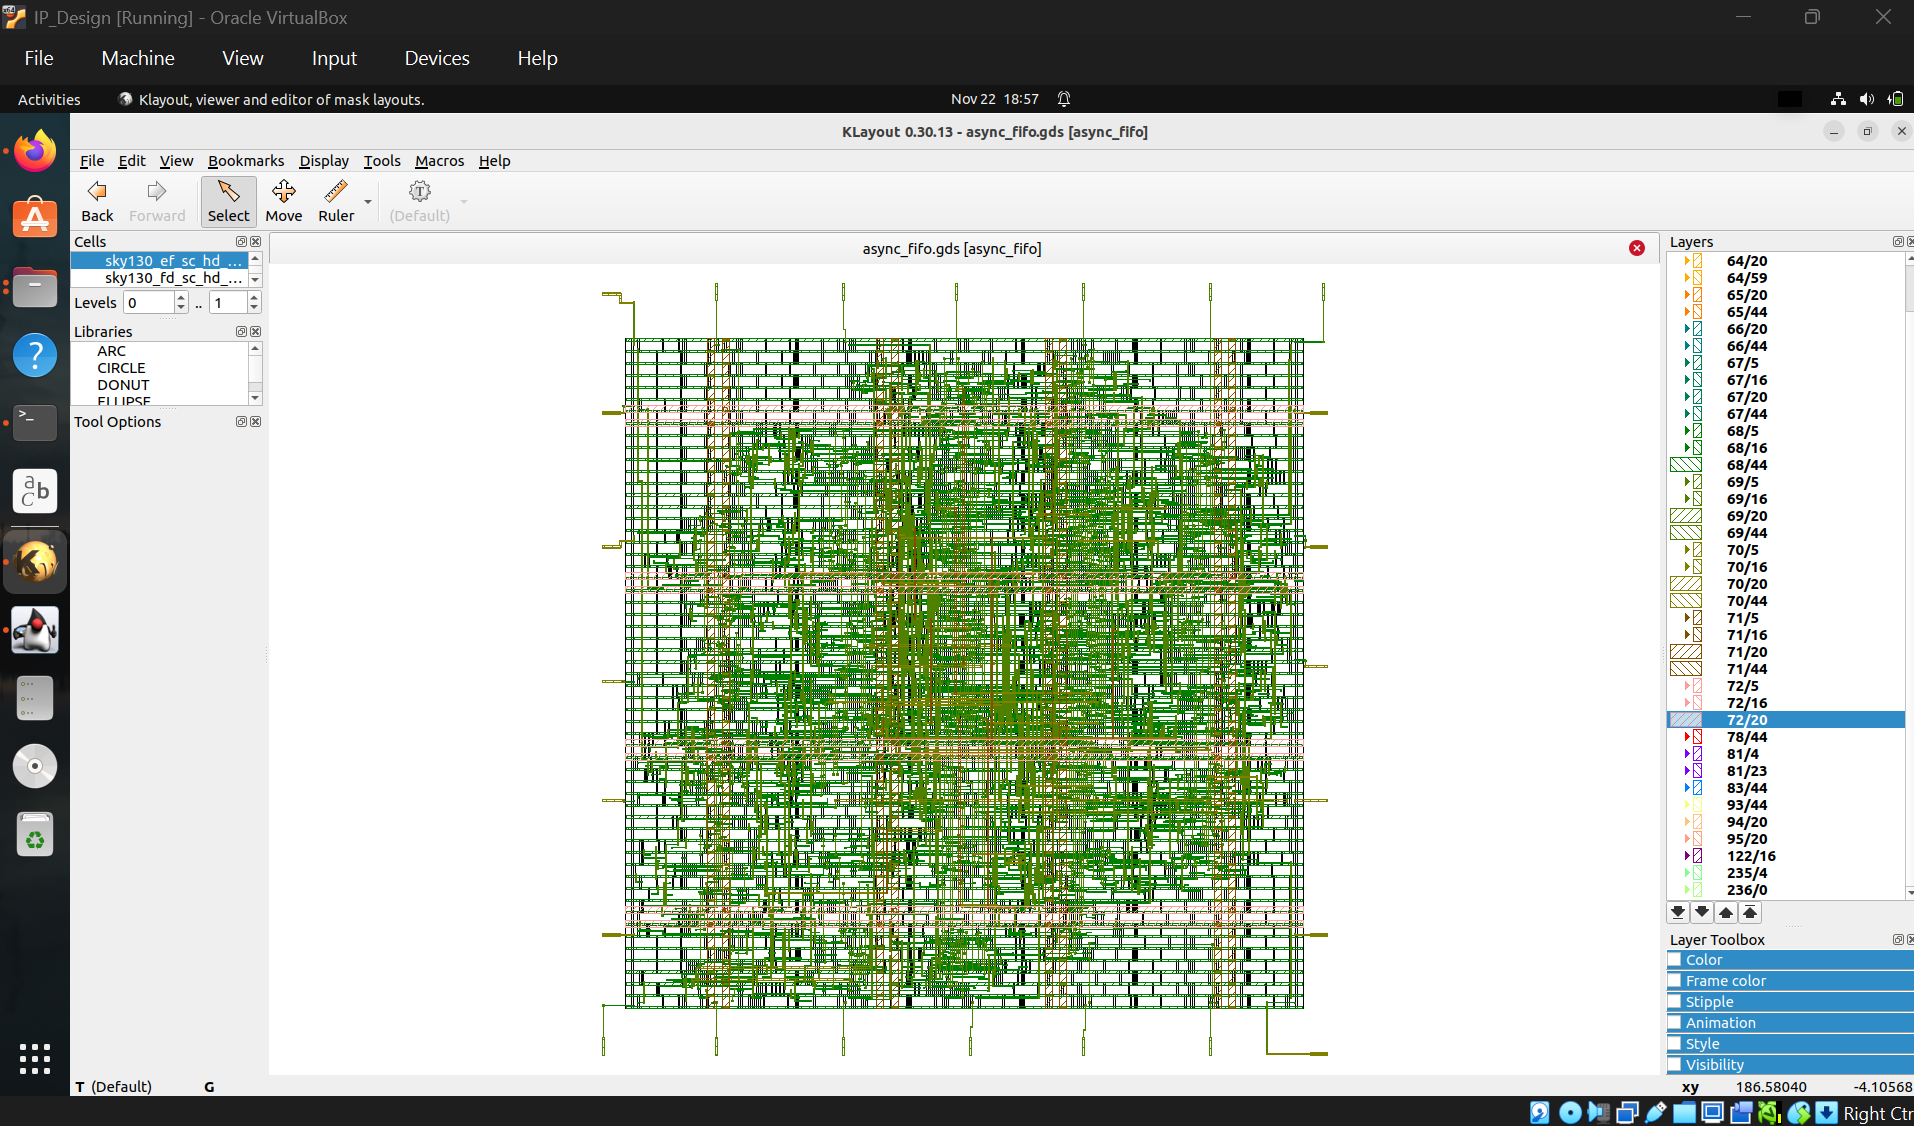 IP_Design [Running] - Oracle VirtualBox
File Machine View Input Devices Help
Activities Klayout, viewer and editor of mask layouts. Nov 22 18:57
KLayout 0.30.13 - async_fifo.gds [async_fifo]
File Edit View Bookmarks Display Tools Macros Help
Back Forward Select Move Ruler (Default)
Cells
sky130_ef_sc_hd_...
sky130_fd_sc_hd_...
Levels 0 .. 1
Libraries
ARC
CIRCLE
DONUT
ELLIPSE
Tool Options
async_fifo.gds [async_fifo]
Layers
64/20
64/59
65/20
65/44
66/20
66/44
67/5
67/16
67/20
67/44
68/5
68/16
68/44
69/5
69/16
69/20
69/44
70/5
70/16
70/20
70/44
71/5
71/16
71/20
71/44
72/5
72/16
72/20
78/44
81/4
81/23
83/44
93/44
94/20
95/20
122/16
235/4
236/0
Layer Toolbox
Color
Frame color
Stipple
Animation
Style
Visibility
T (Default) G xy 186.58040 -4.10568
Right Ctr